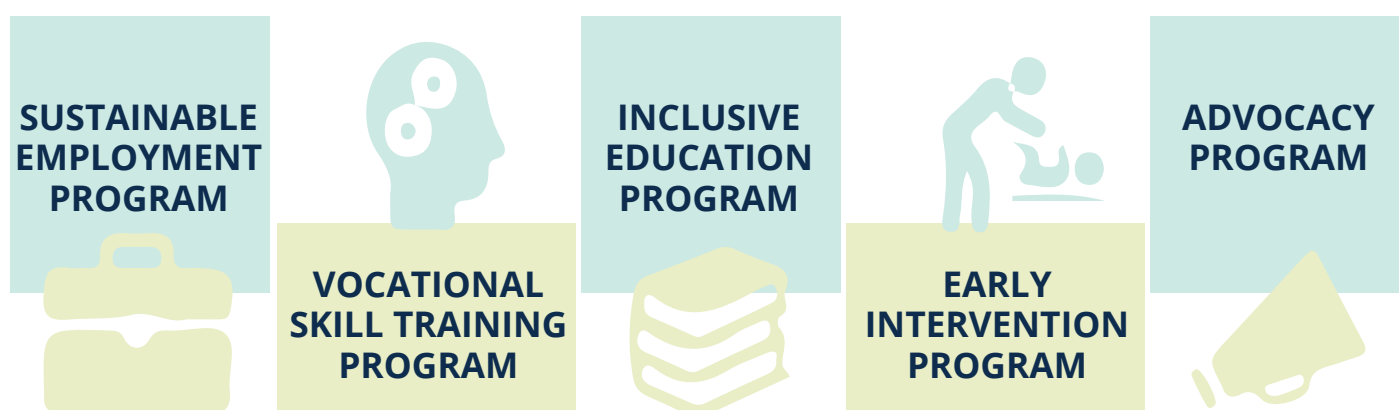 SUSTAINABLE
EMPLOYMENT
PROGRAM
VOCATIONAL
SKILL TRAINING
PROGRAM
INCLUSIVE
EDUCATION
PROGRAM
EARLY
INTERVENTION
PROGRAM
ADVOCACY
PROGRAM